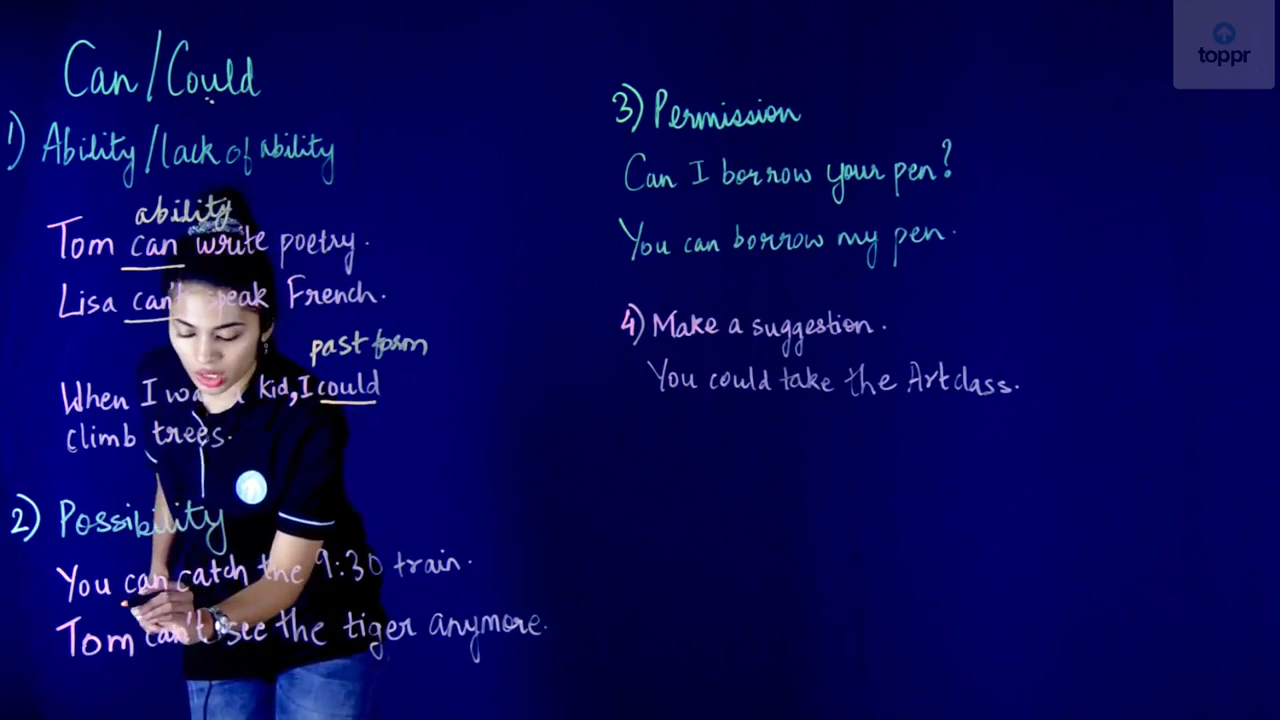 Can/Could
1) Ability/lack of ability
ability
Tom can write poetry.
Lisa can't speak French.
past form
When I was a kid, I could
climb trees.
2) Possibility
You can catch the 9:30 train.
Tom can't see the tiger anymore.
toppr
3) Permission
Can I borrow your pen?
You can borrow my pen.
4) Make a suggestion.
You could take the Art class.